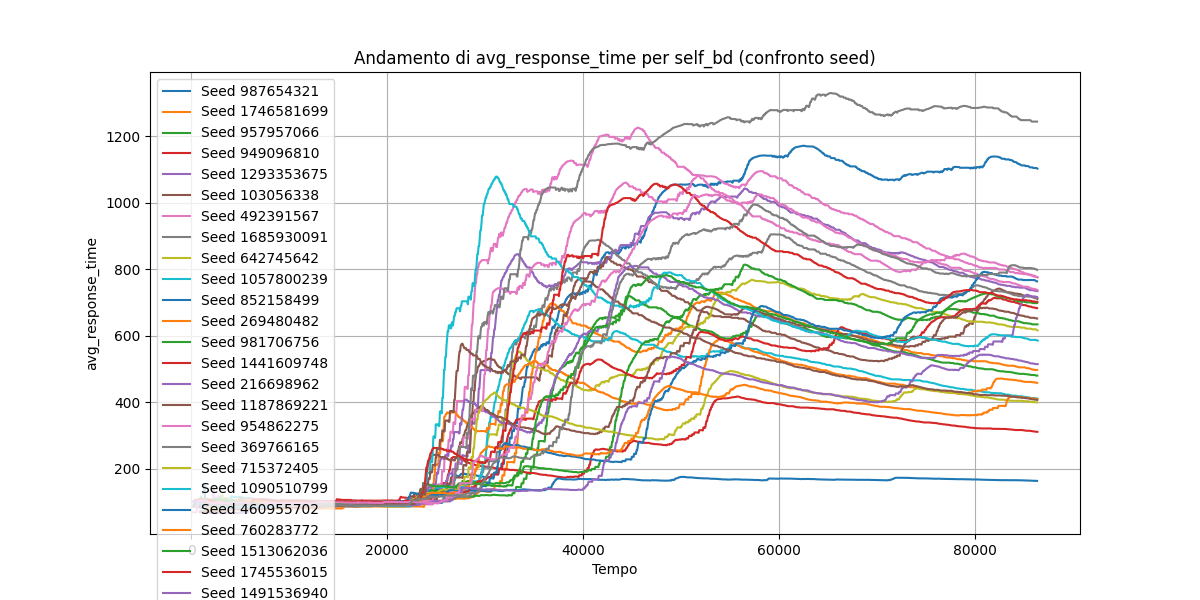 Andamento di avg_response_time per self_bd (confronto seed)
avg_response_time
1200
1000
800
600
400
200
Seed 987654321
Seed 1746581699
Seed 957957066
Seed 949096810
Seed 1293353675
Seed 103056338
Seed 492391567
Seed 1685930091
Seed 642745642
Seed 1057800239
Seed 852158499
Seed 269480482
Seed 981706756
Seed 1441609748
Seed 216698962
Seed 1187869221
Seed 954862275
Seed 369766165
Seed 715372405
Seed 1090510799
Seed 460955702
Seed 760283772
Seed 1513062036
Seed 1745536015
Seed 1491536940
0 20000 40000 60000 80000
Tempo